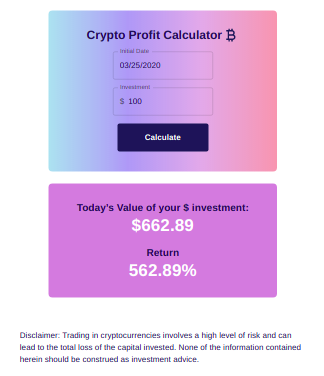 Crypto Profit Calculator ₿
Initial Date
03/25/2020
Investment
$ 100
Calculate
Today's Value of your $ investment:
$662.89
Return
562.89%
Disclaimer: Trading in cryptocurrencies involves a high level of risk and can
lead to the total loss of the capital invested. None of the information contained
herein should be construed as investment advice.